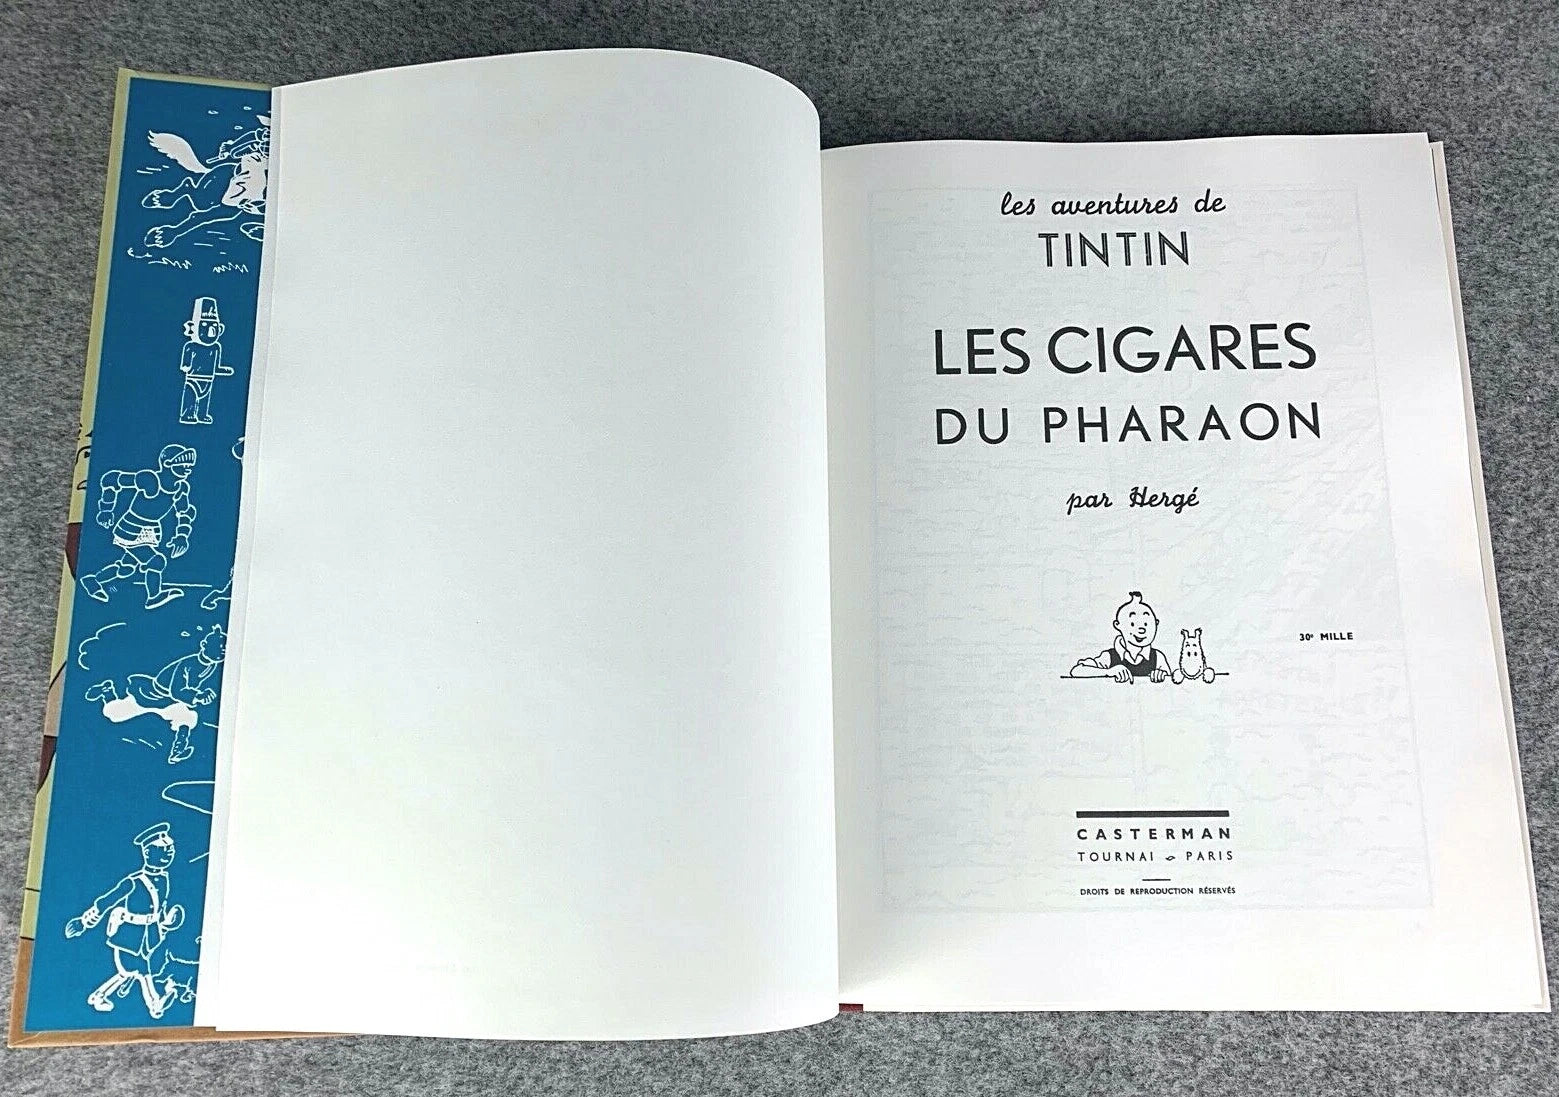 les aventures de
TINTIN
LES CIGARES
DU PHARAON
par Hergé
30e MILLE
CASTERMAN
TOURNAI PARIS
DROITS DE REPRODUCTION RÉSERVÉS